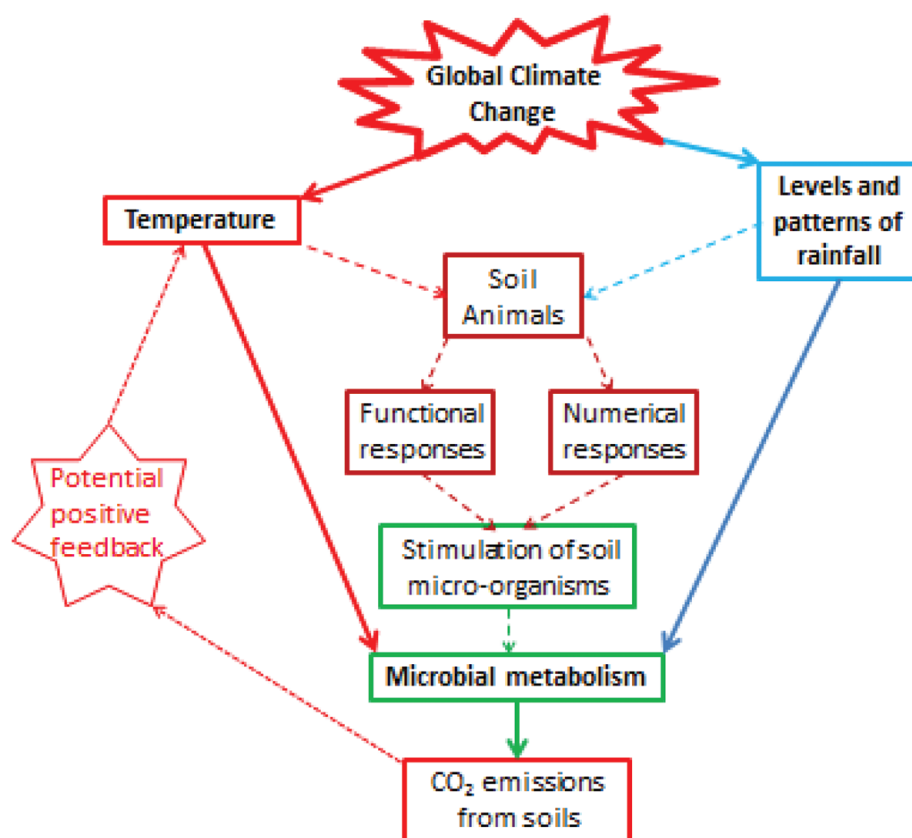 Global Climate
Change
Levels and
patterns of
rainfall
Temperature
Soil
Animals
Functional
responses
Numerical
responses
Potential
positive
feedback
Stimulation of soil
micro-organisms
Microbial metabolism
CO₂ emissions
from soils